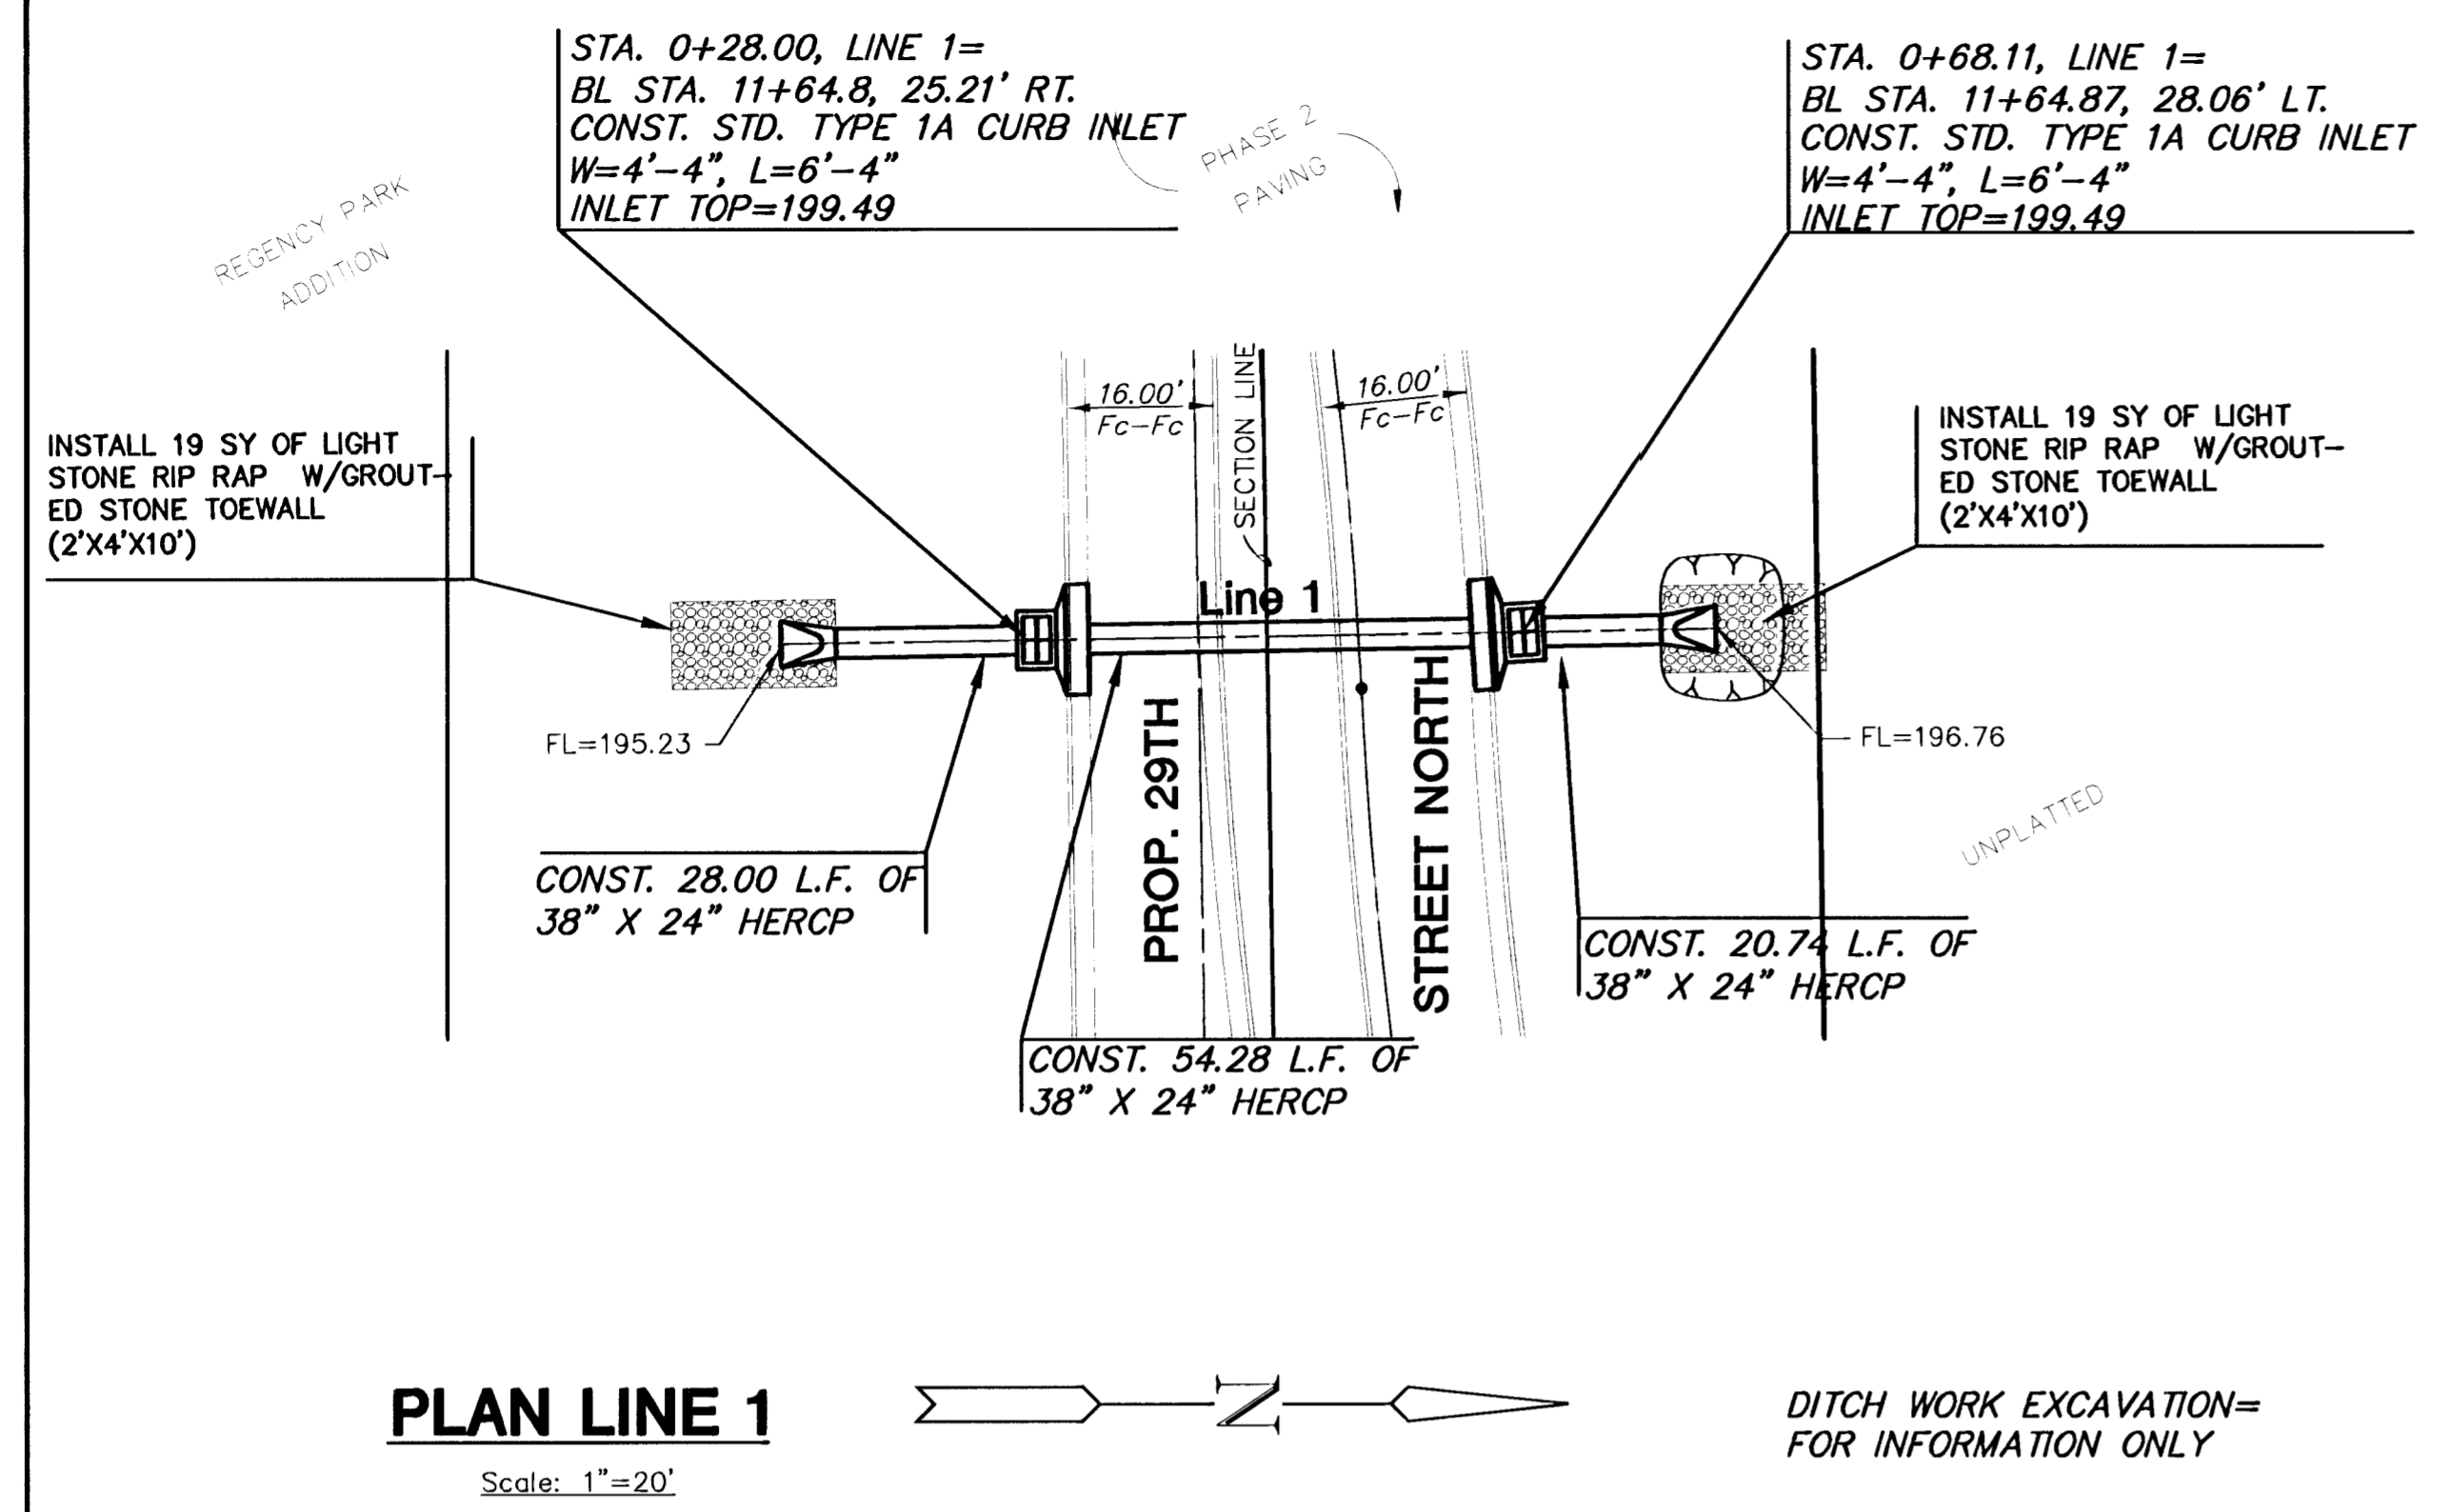 STA. 0+28.00, LINE 1=
BL STA. 11+64.8, 25.21' RT.
CONST. STD. TYPE 1A CURB INLET
W=4'-4", L=6'-4"
INLET TOP=199.49
STA. 0+68.11, LINE 1=
BL STA. 11+64.87, 28.06' LT.
CONST. STD. TYPE 1A CURB INLET
W=4'-4", L=6'-4"
INLET TOP=199.49
PHASE 2
PAVING
REGENCY PARK
ADDITION
INSTALL 19 SY OF LIGHT
STONE RIP RAP W/GROUT-
ED STONE TOEWALL
(2'X4'X10')
16.00'
Fc-Fc
SECTION LINE
16.00'
Fc-Fc
INSTALL 19 SY OF LIGHT
STONE RIP RAP W/GROUT-
ED STONE TOEWALL
(2'X4'X10')
Line 1
FL=195.23
FL=196.76
PROP. 29TH
STREET NORTH
UNPLATTED
CONST. 28.00 L.F. OF
38" X 24" HERCP
CONST. 20.74 L.F. OF
38" X 24" HERCP
CONST. 54.28 L.F. OF
38" X 24" HERCP
PLAN LINE 1
Scale: 1"=20'
N
DITCH WORK EXCAVATION=
FOR INFORMATION ONLY